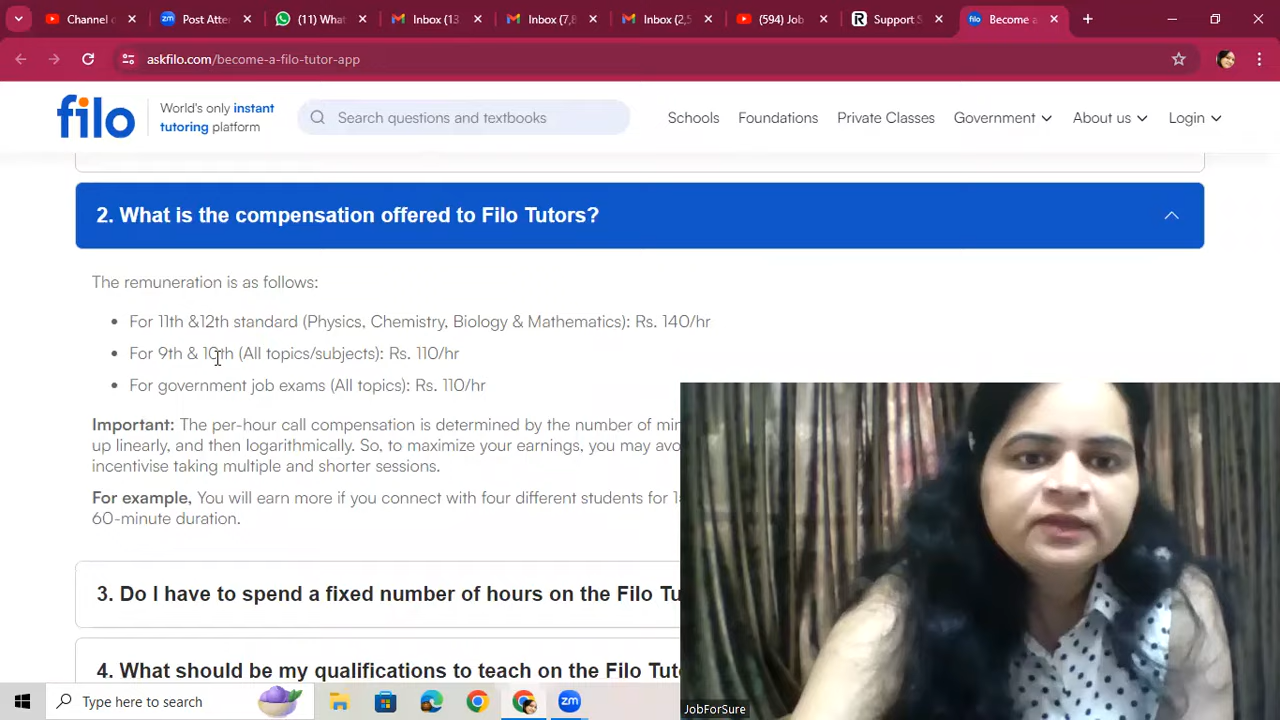 Channel c
Post Atte
(11) What
Inbox (13
Inbox (7,8
Inbox (2,5
(594) Job
Support S
Become a
askfilo.com/become-a-filo-tutor-app
filo
World's only instant
tutoring platform
Search questions and textbooks
Schools
Foundations
Private Classes
Government
About us
Login
2. What is the compensation offered to Filo Tutors?
The remuneration is as follows:
• For 11th &12th standard (Physics, Chemistry, Biology & Mathematics): Rs. 140/hr
• For 9th & 10th (All topics/subjects): Rs. 110/hr
• For government job exams (All topics): Rs. 110/hr
Important: The per-hour call compensation is determined by the number of min
up linearly, and then logarithmically. So, to maximize your earnings, you may avo
incentivise taking multiple and shorter sessions.
For example, You will earn more if you connect with four different students for 1
60-minute duration.
3. Do I have to spend a fixed number of hours on the Filo Tu
4. What should be my qualifications to teach on the Filo Tut
JobForSure
Type here to search
zm